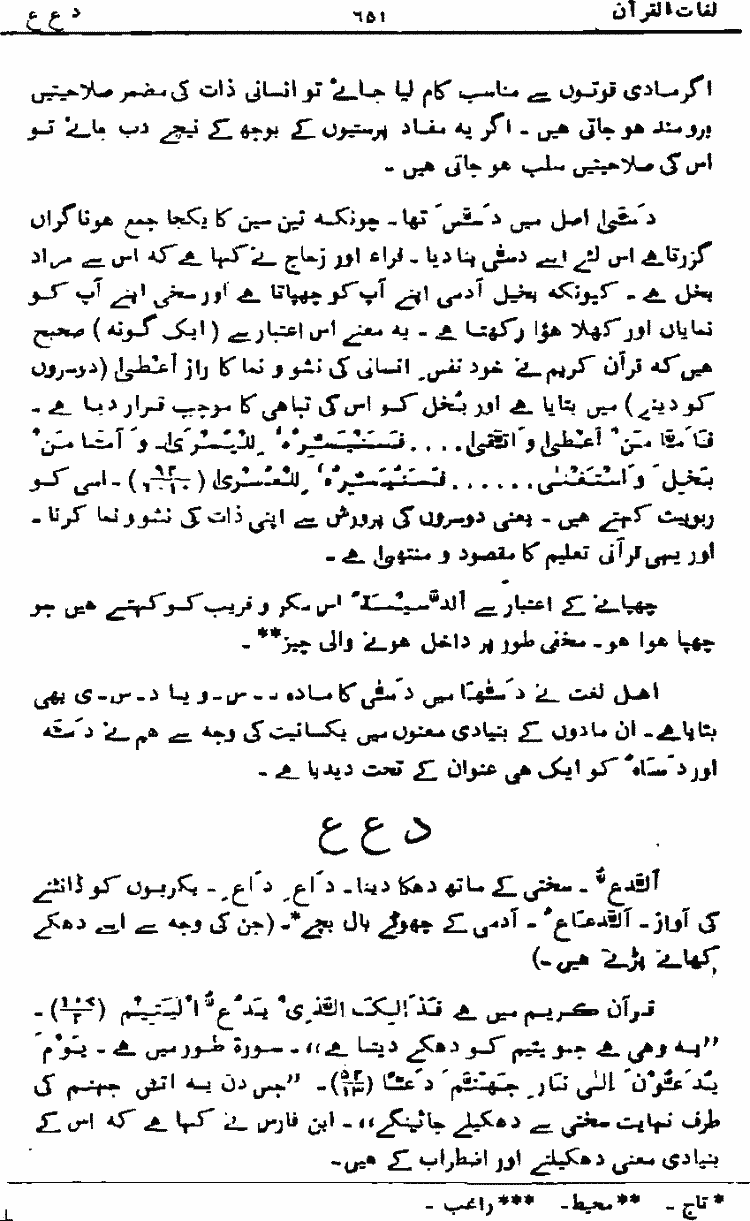 لغات القرآن ٦٥١ د ع ع
اگر مادی قوتوں سے مناسب کام لیا جائے تو انسانی ذات کی مضمر صلاحیتیں
برومند ہو جاتی ہیں ۔ اگر یہ مفاد پرستیوں کے بوجھ کے نیچے دب جائے تو
اس کی صلاحیتیں سلب ہو جاتی ہیں ۔
دَسّٰی اصل میں دَسَّسَ تھا ۔ چونکہ تین سین کا یکجا جمع ہونا گراں
گزرتا ہے اس لئے اسے دسّٰی بنا دیا ۔ فراء اور زجاج نے کہا ہے کہ اس سے مراد
بخل ہے ۔ کیونکہ بخیل آدمی اپنے آپ کو چھپاتا ہے اور سخی اپنے آپ کو
نمایاں اور کھلا ہؤا رکھتا ہے ۔ یہ معنے اس اعتبار سے (ایک گونہ) صحیح
ہیں کہ قرآن کریم نے خود نفس ِ انسانی کی نشو و نما کا راز اَعْطٰی (دوسروں
کو دینے) میں بتایا ہے اور بُخل کو اس کی تباہی کا موجب قرار دیا ہے ۔
فَاَمَّا مَنْ اَعْطٰی وَ اتَّقٰی.... فَسَنُیَسِّرُہٗ لِلْیُسْرٰی۔ وَ اَمَّا مَنْ
بَخِلَ وَ اسْتَغْنٰی...... فَسَنُیَسِّرُہٗ لِلْعُسْرٰی (۹۲/۱۰) ۔ اسی کو
ربوبیت کہتے ہیں ۔ یعنی دوسروں کی پرورش سے اپنی ذات کی نشو و نما کرنا ۔
اور یہی قرآنی تعلیم کا مقصود و منتہیٰ ہے ۔
چھپانے کے اعتبار سے اَلدَّسِیْسَۃُ اس مکر و فریب کو کہتے ہیں جو
چھپا ہوا ہو ۔ مخفی طور پر داخل ہونے والی چیز** ۔
اہل لغت نے دَسّٰھَا میں دَسّٰی کا مادہ د ۔ س ۔ و یا د ۔ س ۔ ی بھی
بتایا ہے ۔ ان مادوں کے بنیادی معنوں میں یکسانیت کی وجہ سے ہم نے دَسَّہٗ
اور دَسَّاہُ کو ایک ہی عنوان کے تحت دیدیا ہے ۔
د ع ع
اَلدَّعُّ ۔ سختی کے ساتھ دھکا دینا ۔ دَاعِ دَاعِ ۔ بکریوں کو ڈانٹنے
کی آواز ۔ اَلدَّعَاعُ ۔ آدمی کے چھوٹے بال بچے* ۔ (جن کی وجہ سے اسے دھکے
کھانے پڑتے ہیں ۔)
قرآن کریم میں ہے فَذٰلِکَ الَّذِیْ یَدُعُّ الْیَتِیْمَ (۱۰۷/۲) ۔
”یہ وہی ہے جو یتیم کو دھکے دیتا ہے“ ۔ سورۃ طور میں ہے ۔ یَوْمَ
یُدَعُّوْنَ اِلٰی نَارِ جَہَنَّمَ دَعًّا (۵۲/۱۳) ۔ ”جس دن یہ آتش جہنم کی
طرف نہایت سختی سے دھکیلے جائینگے“ ۔ ابن فارس نے کہا ہے کہ اس کے
بنیادی معنی دھکیلنے اور اضطراب کے ہیں ۔
* تاج ۔ ** محیط ۔ *** راغب ۔